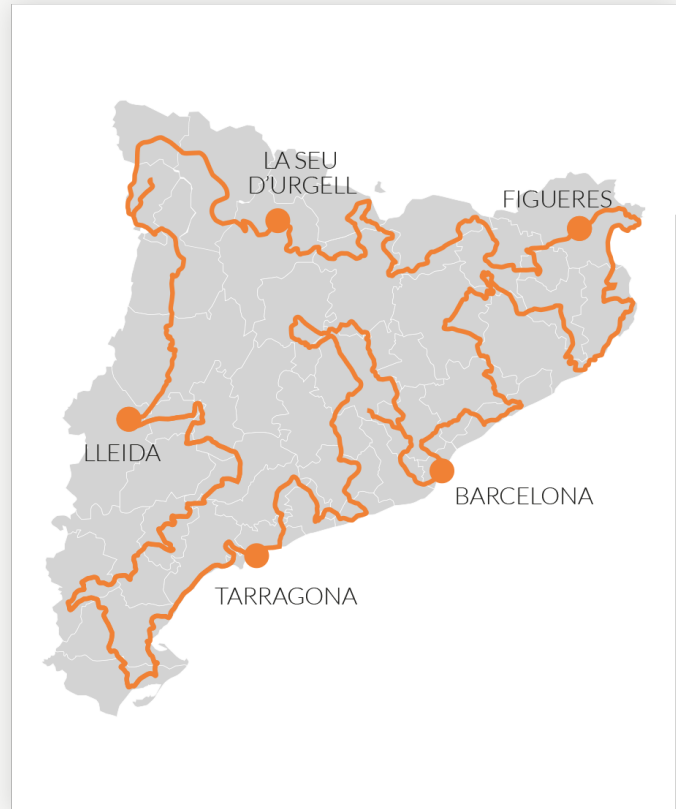 LA SEU
D'URGELL
FIGUERES
LLEIDA
BARCELONA
TARRAGONA